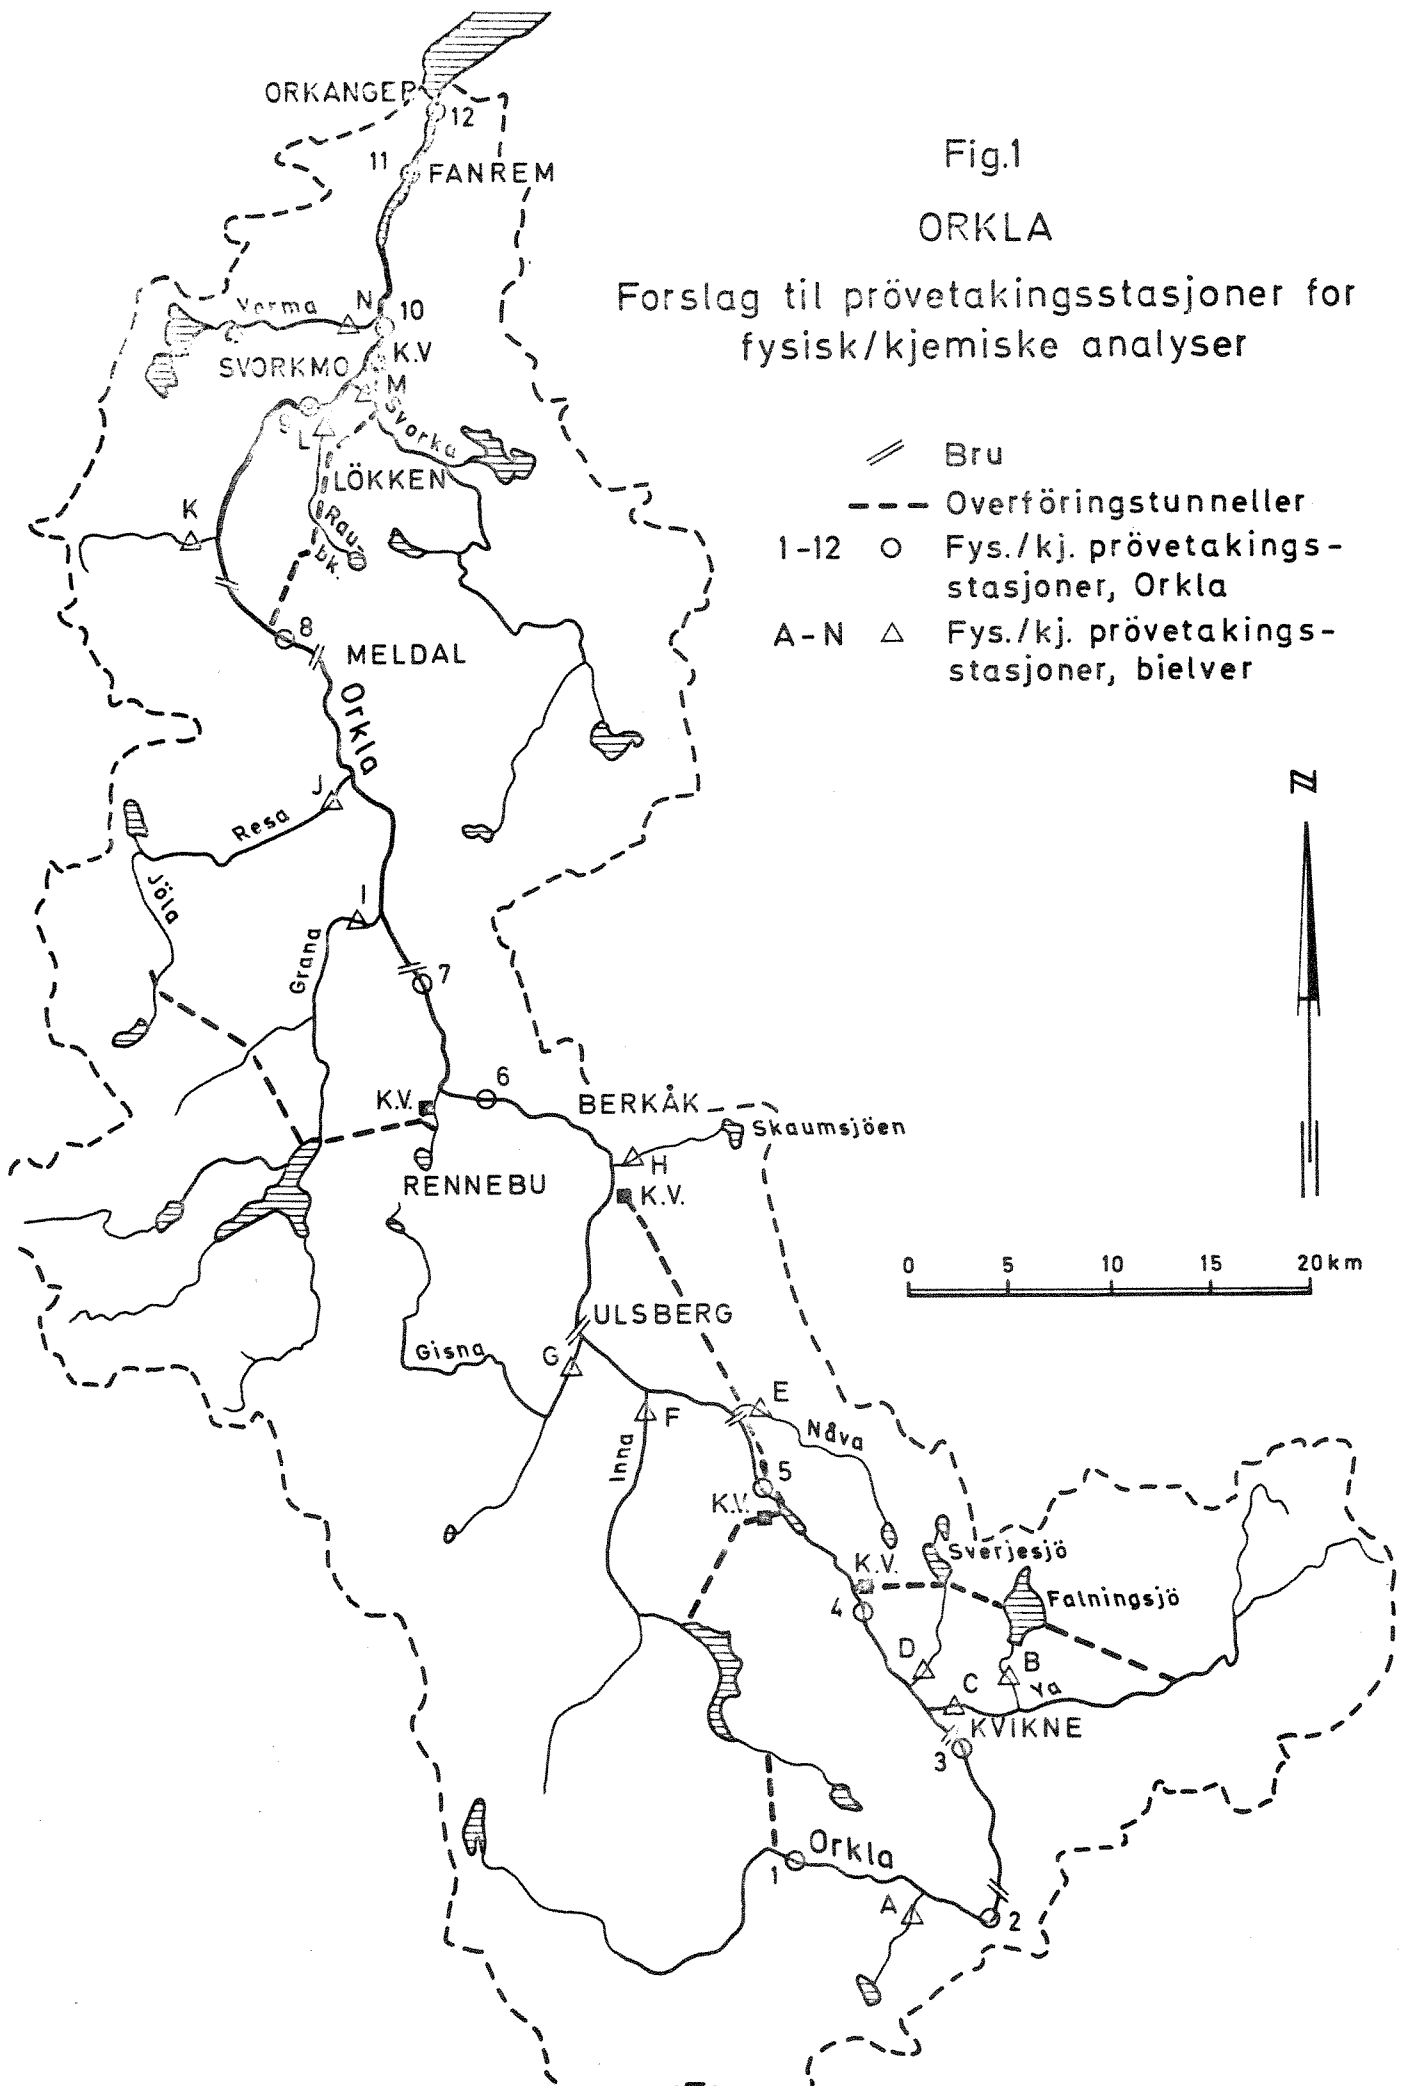 Fig.1
ORKLA
Forslag til prövetakingsstasjoner for
fysisk/kjemiske analyser
Bru
Overföringstunneller
1-12 Fys./kj. prövetakings-
stasjoner, Orkla
A-N Fys./kj. prövetakings-
stasjoner, bielver
N
0 5 10 15 20km
ORKANGER
12
11
FANREM
N
10
Vorma
K.V
SVORKMO
M
9
L
Svorka
LÖKKEN
K
Rau
bk.
8
MELDAL
Orkla
J
Resa
Jöla
I
Grana
7
6
K.V.
BERKÅK
Skaumsjöen
H
RENNEBU
K.V.
ULSBERG
Gisna
G
E
F
Nåva
Inna
5
K.V.
Sverjesjö
K.V.
Falningsjö
4
D
B
C
Ya
KVIKNE
3
Orkla
1
A
2